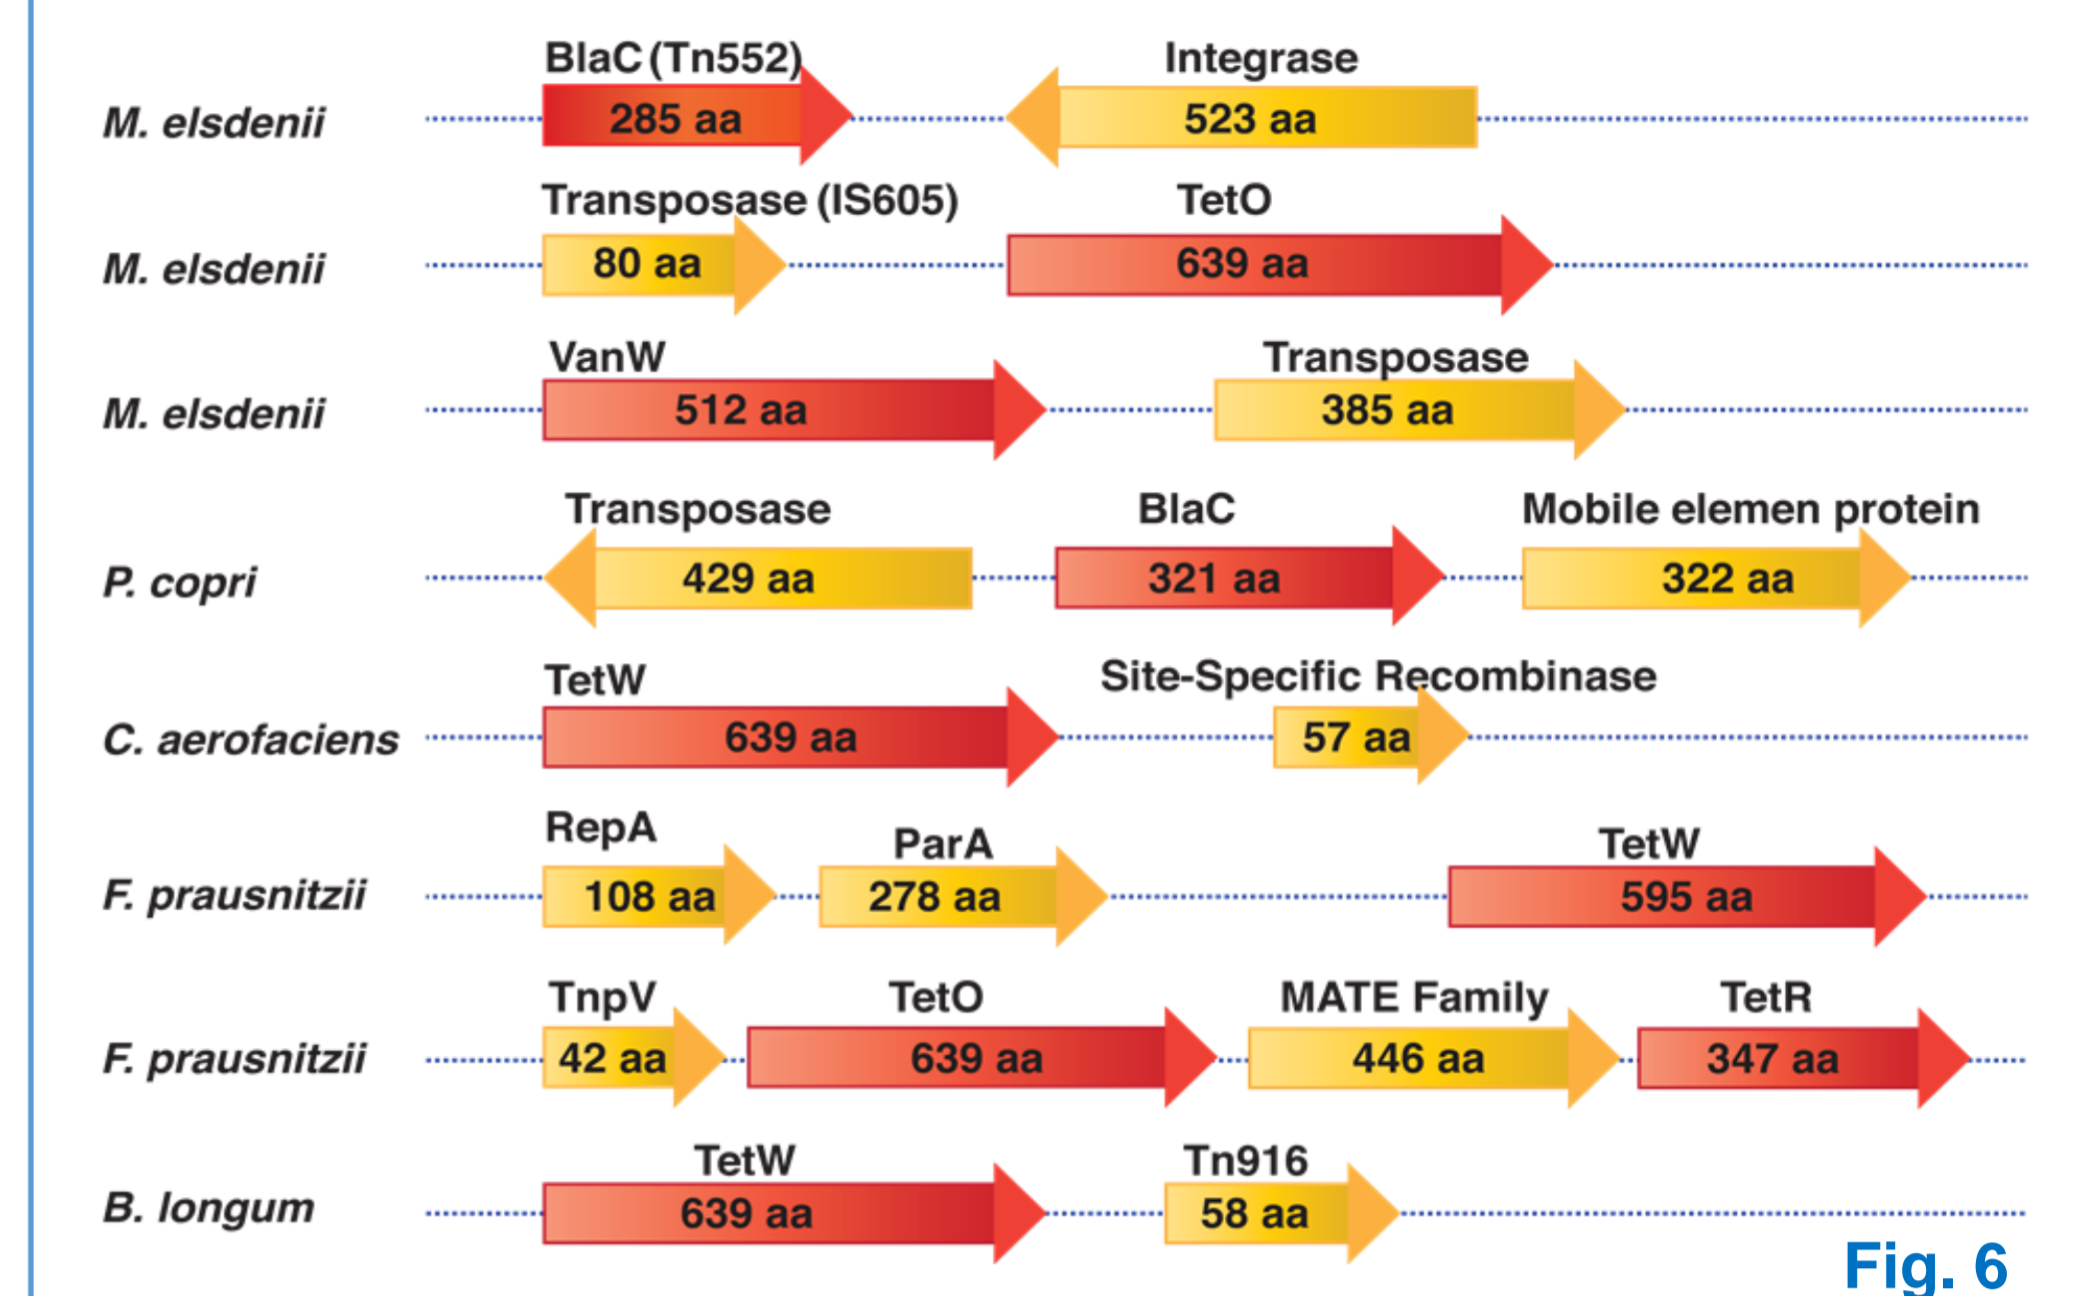 BlaC (Tn552) Integrase
M. elsdenii 285 aa 523 aa
Transposase (IS605) TetO
M. elsdenii 80 aa 639 aa
VanW Transposase
M. elsdenii 512 aa 385 aa
Transposase BlaC Mobile elemen protein
P. copri 429 aa 321 aa 322 aa
TetW Site-Specific Recombinase
C. aerofaciens 639 aa 57 aa
RepA ParA TetW
F. prausnitzii 108 aa 278 aa 595 aa
TnpV TetO MATE Family TetR
F. prausnitzii 42 aa 639 aa 446 aa 347 aa
TetW Tn916
B. longum 639 aa 58 aa
Fig. 6